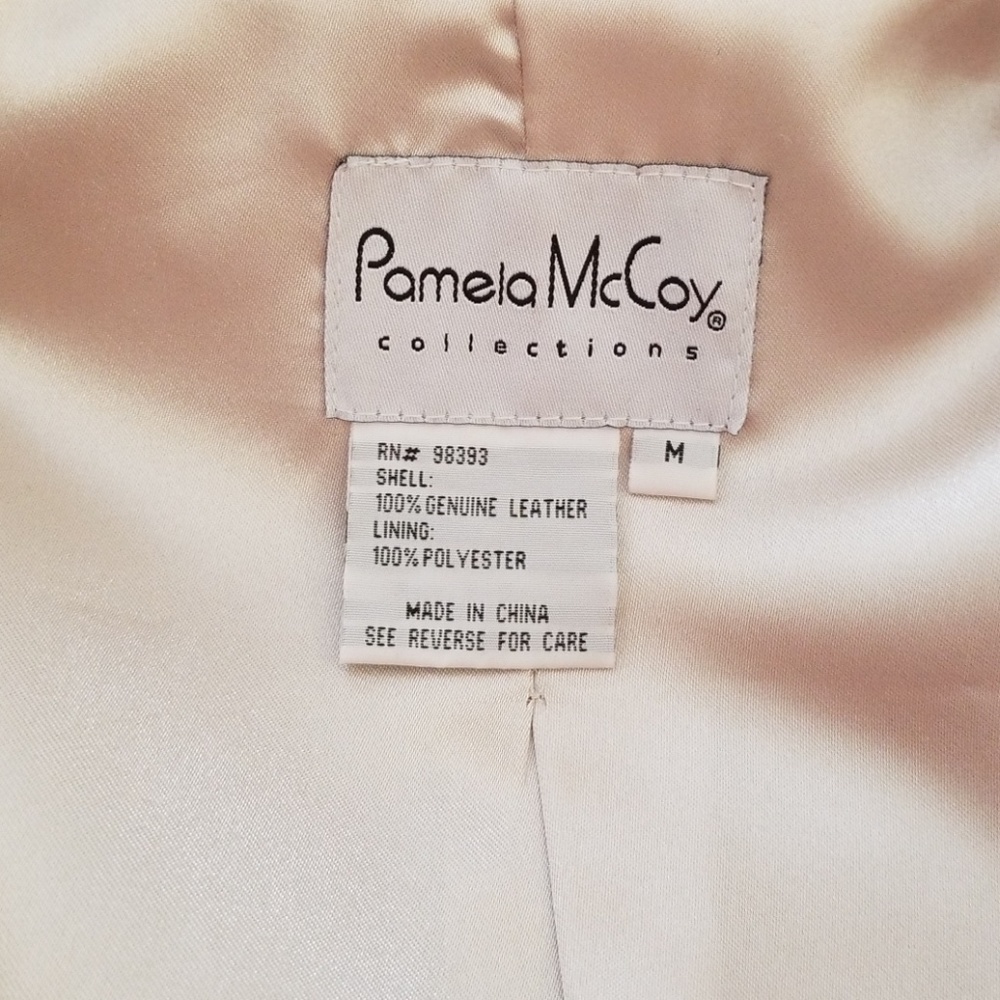 Pamela McCoy®
collections
M
RN# 98393
SHELL:
100% GENUINE LEATHER
LINING:
100% POLYESTER
MADE IN CHINA
SEE REVERSE FOR CARE